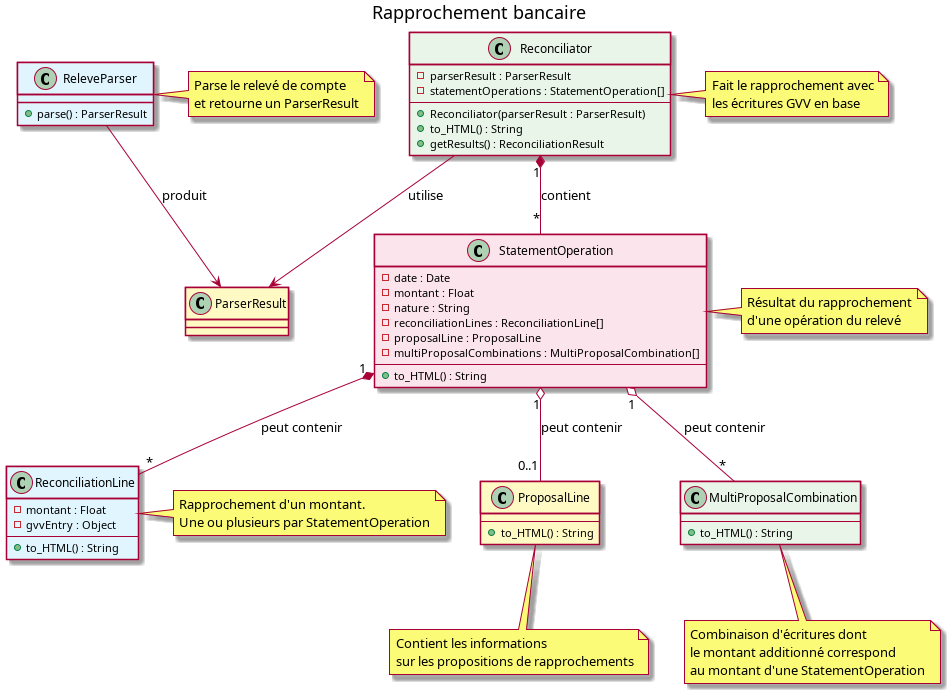 Rapprochement bancaire
C ReleveParser
parse() : ParserResult
Parse le relevé de compte
et retourne un ParserResult
C Reconciliator
parserResult : ParserResult
statementOperations : StatementOperation[]
Reconciliator(parserResult : ParserResult)
to_HTML() : String
getResults() : ReconciliationResult
Fait le rapprochement avec
les écritures GVV en base
produit
utilise
1
contient
*
C ParserResult
C StatementOperation
date : Date
montant : Float
nature : String
reconciliationLines : ReconciliationLine[]
proposalLine : ProposalLine
multiProposalCombinations : MultiProposalCombination[]
to_HTML() : String
Résultat du rapprochement
d'une opération du relevé
1
peut contenir
*
1
peut contenir
0..1
1
peut contenir
*
C ReconciliationLine
montant : Float
gvvEntry : Object
to_HTML() : String
Rapprochement d'un montant.
Une ou plusieurs par StatementOperation
C ProposalLine
to_HTML() : String
C MultiProposalCombination
to_HTML() : String
Contient les informations
sur les propositions de rapprochements
Combinaison d'écritures dont
le montant additionné correspond
au montant d'une StatementOperation